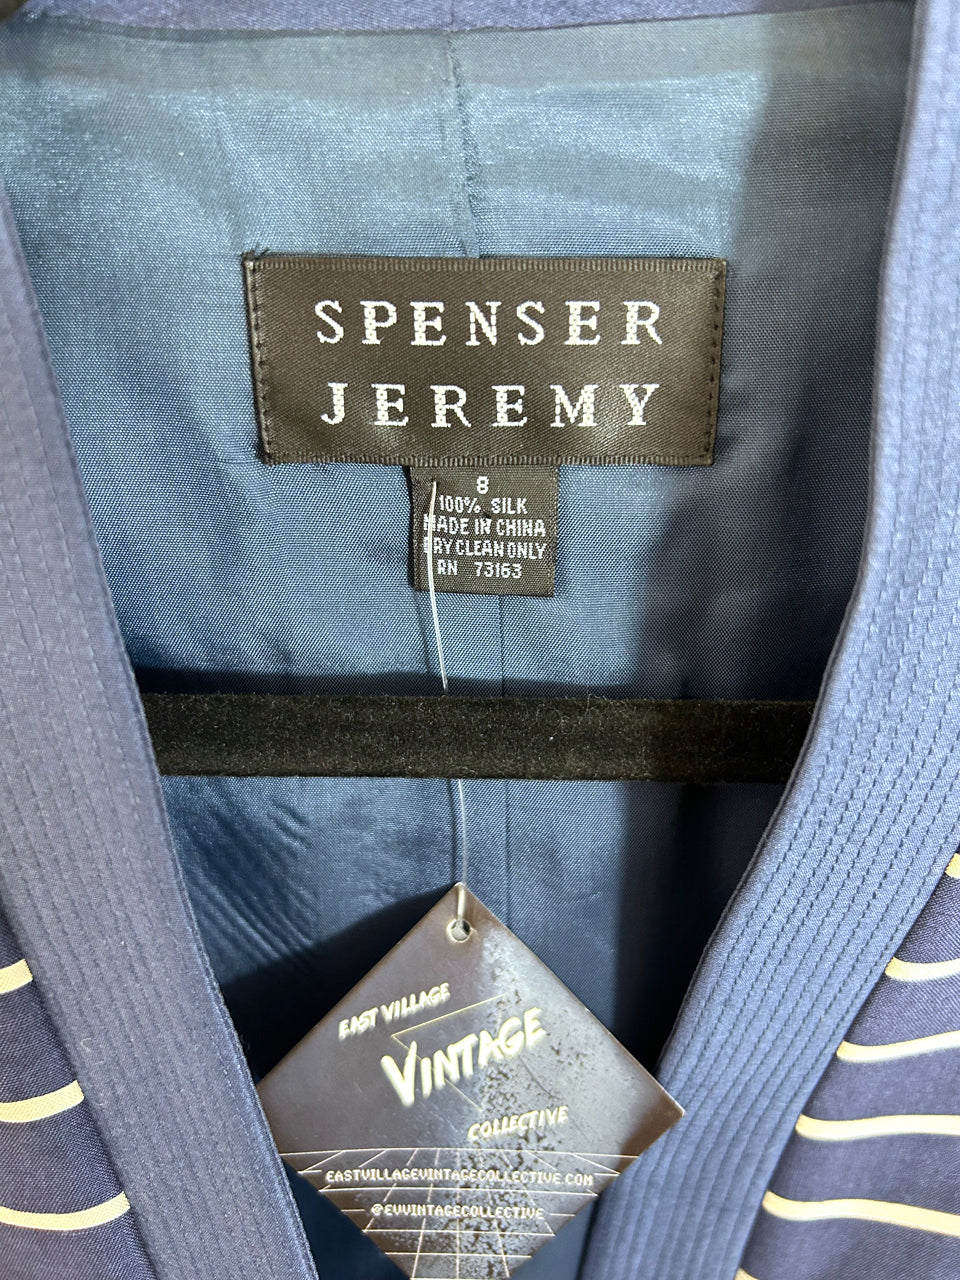 SPENSER
JEREMY
8
100% SILK
MADE IN CHINA
DRY CLEAN ONLY
RN 73163
EAST VILLAGE
VINTAGE
COLLECTIVE
EASTVILLAGEVINTAGECOLLECTIVE.COM
@EVVINTAGECOLLECTIVE